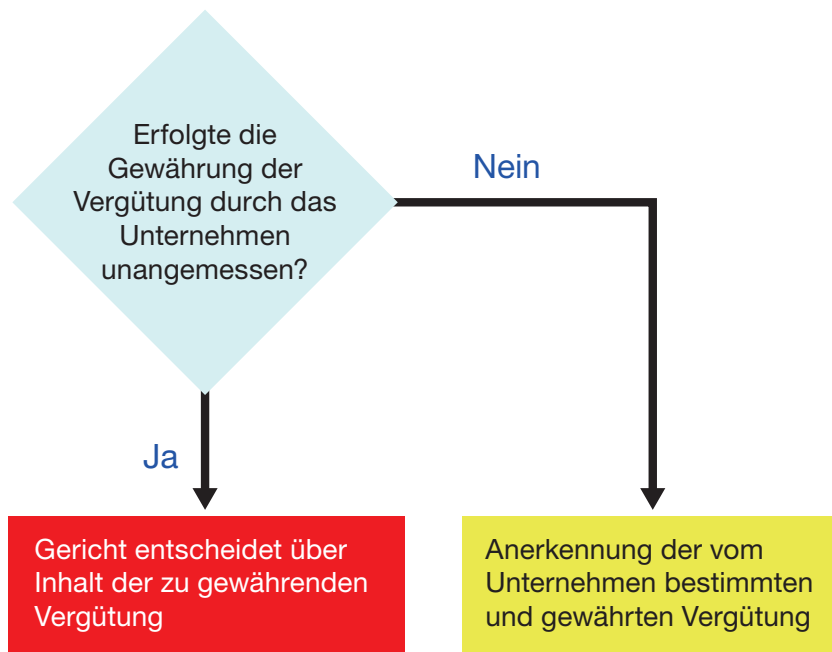 Erfolgte die
Gewährung der
Vergütung durch das
Unternehmen
unangemessen?
Nein
Ja
Gericht entscheidet über
Inhalt der zu gewährenden
Vergütung
Anerkennung der vom
Unternehmen bestimmten
und gewährten Vergütung